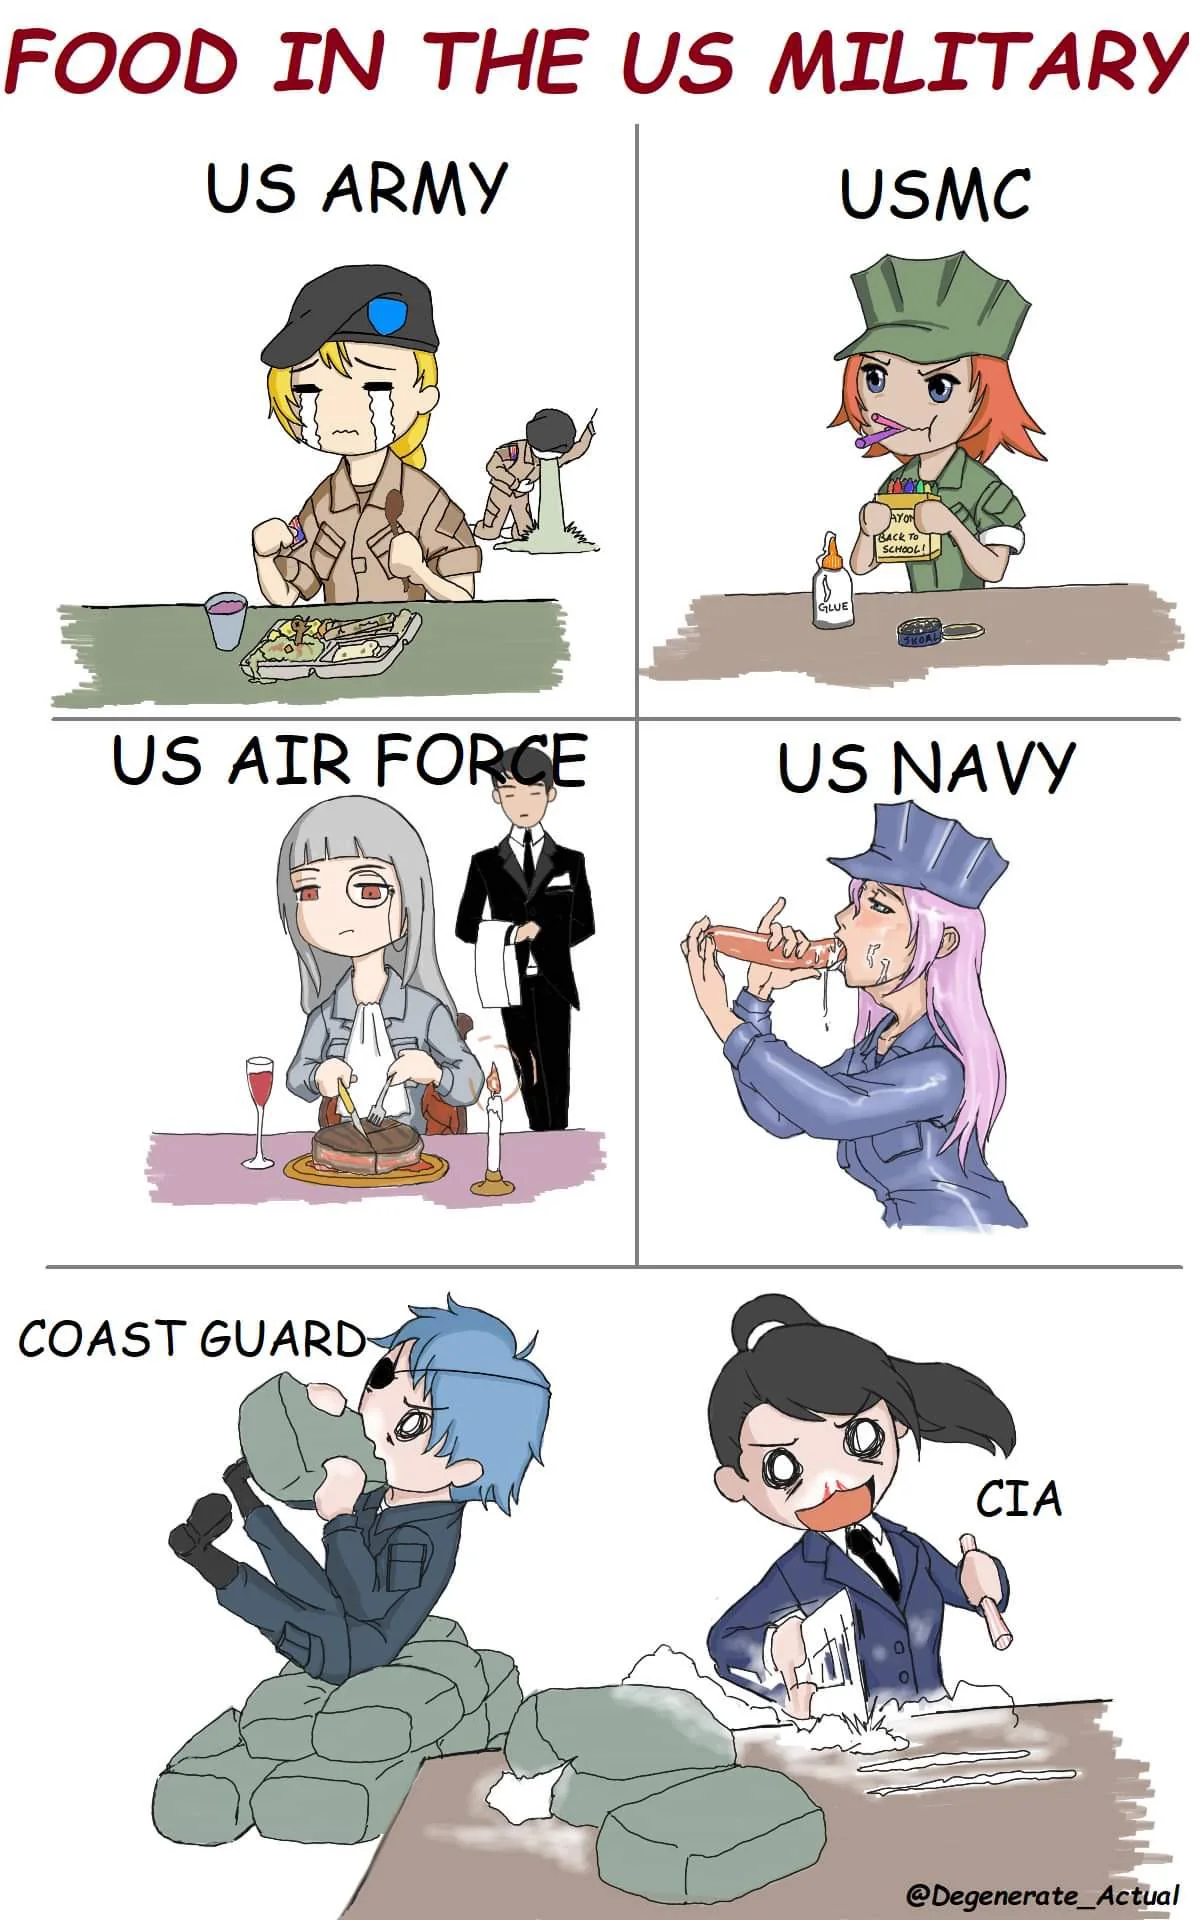 FOOD IN THE US MILITARY
US ARMY
USMC
AYON
BACK TO
SCHOOL!
GLUE
SKOAL
US AIR FORCE
US NAVY
COAST GUARD
CIA
@Degenerate_Actual